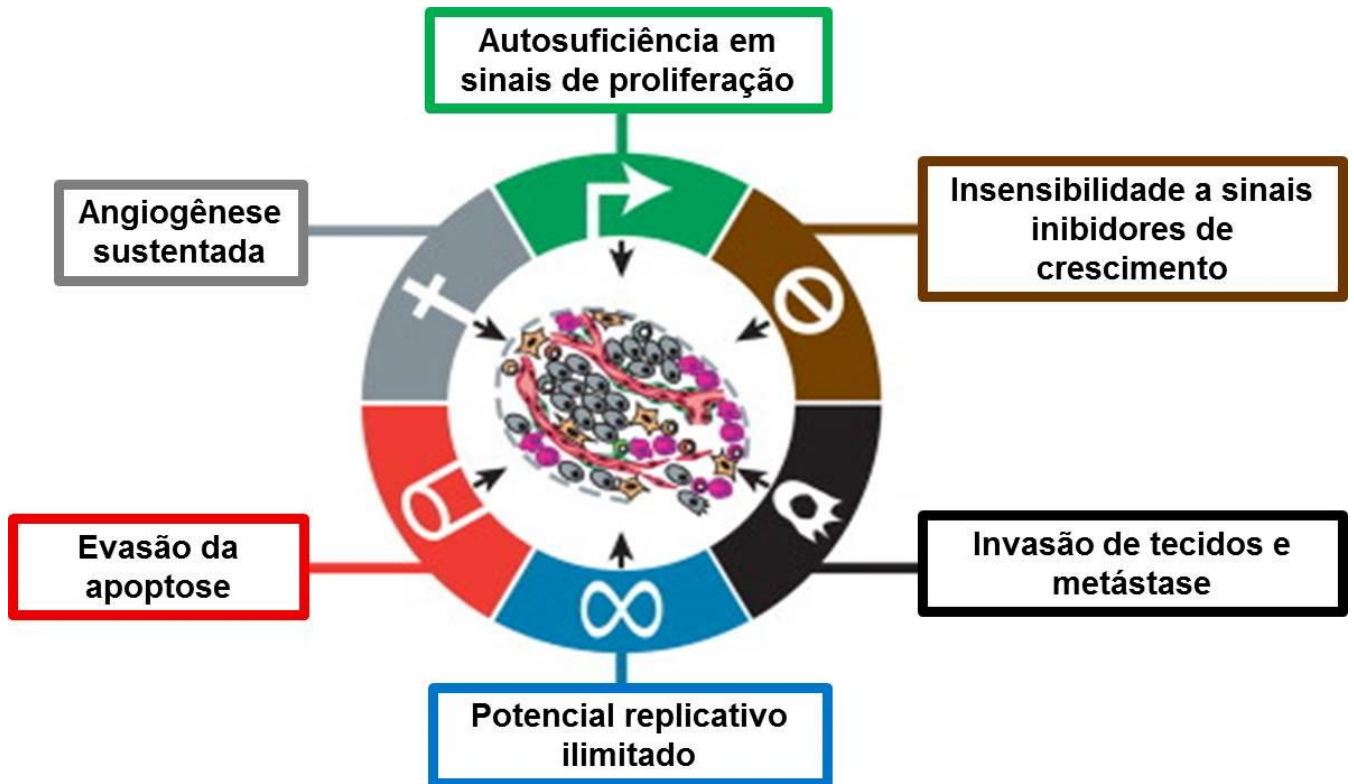 Autosuficiência em
sinais de proliferação
Angiogênese
sustentada
Insensibilidade a sinais
inibidores de
crescimento
Evasão da
apoptose
Invasão de tecidos e
metástase
Potencial replicativo
ilimitado